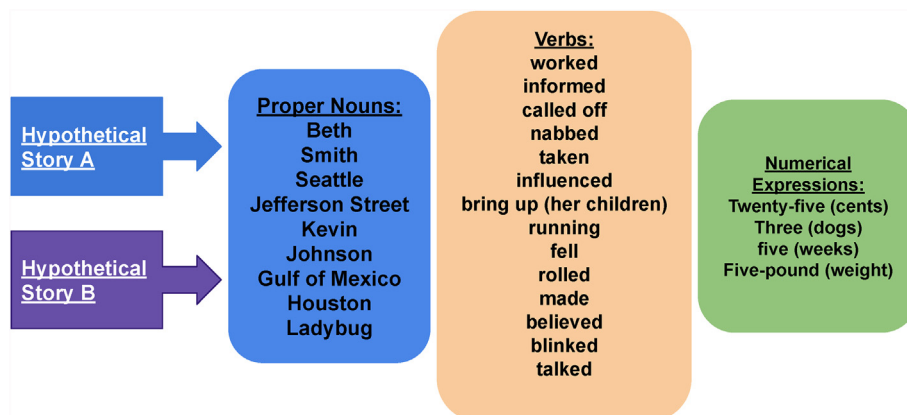 Hypothetical
Story A
Hypothetical
Story B
Proper Nouns:
Beth
Smith
Seattle
Jefferson Street
Kevin
Johnson
Gulf of Mexico
Houston
Ladybug
Verbs:
worked
informed
called off
nabbed
taken
influenced
bring up (her children)
running
fell
rolled
made
believed
blinked
talked
Numerical
Expressions:
Twenty-five (cents)
Three (dogs)
five (weeks)
Five-pound (weight)